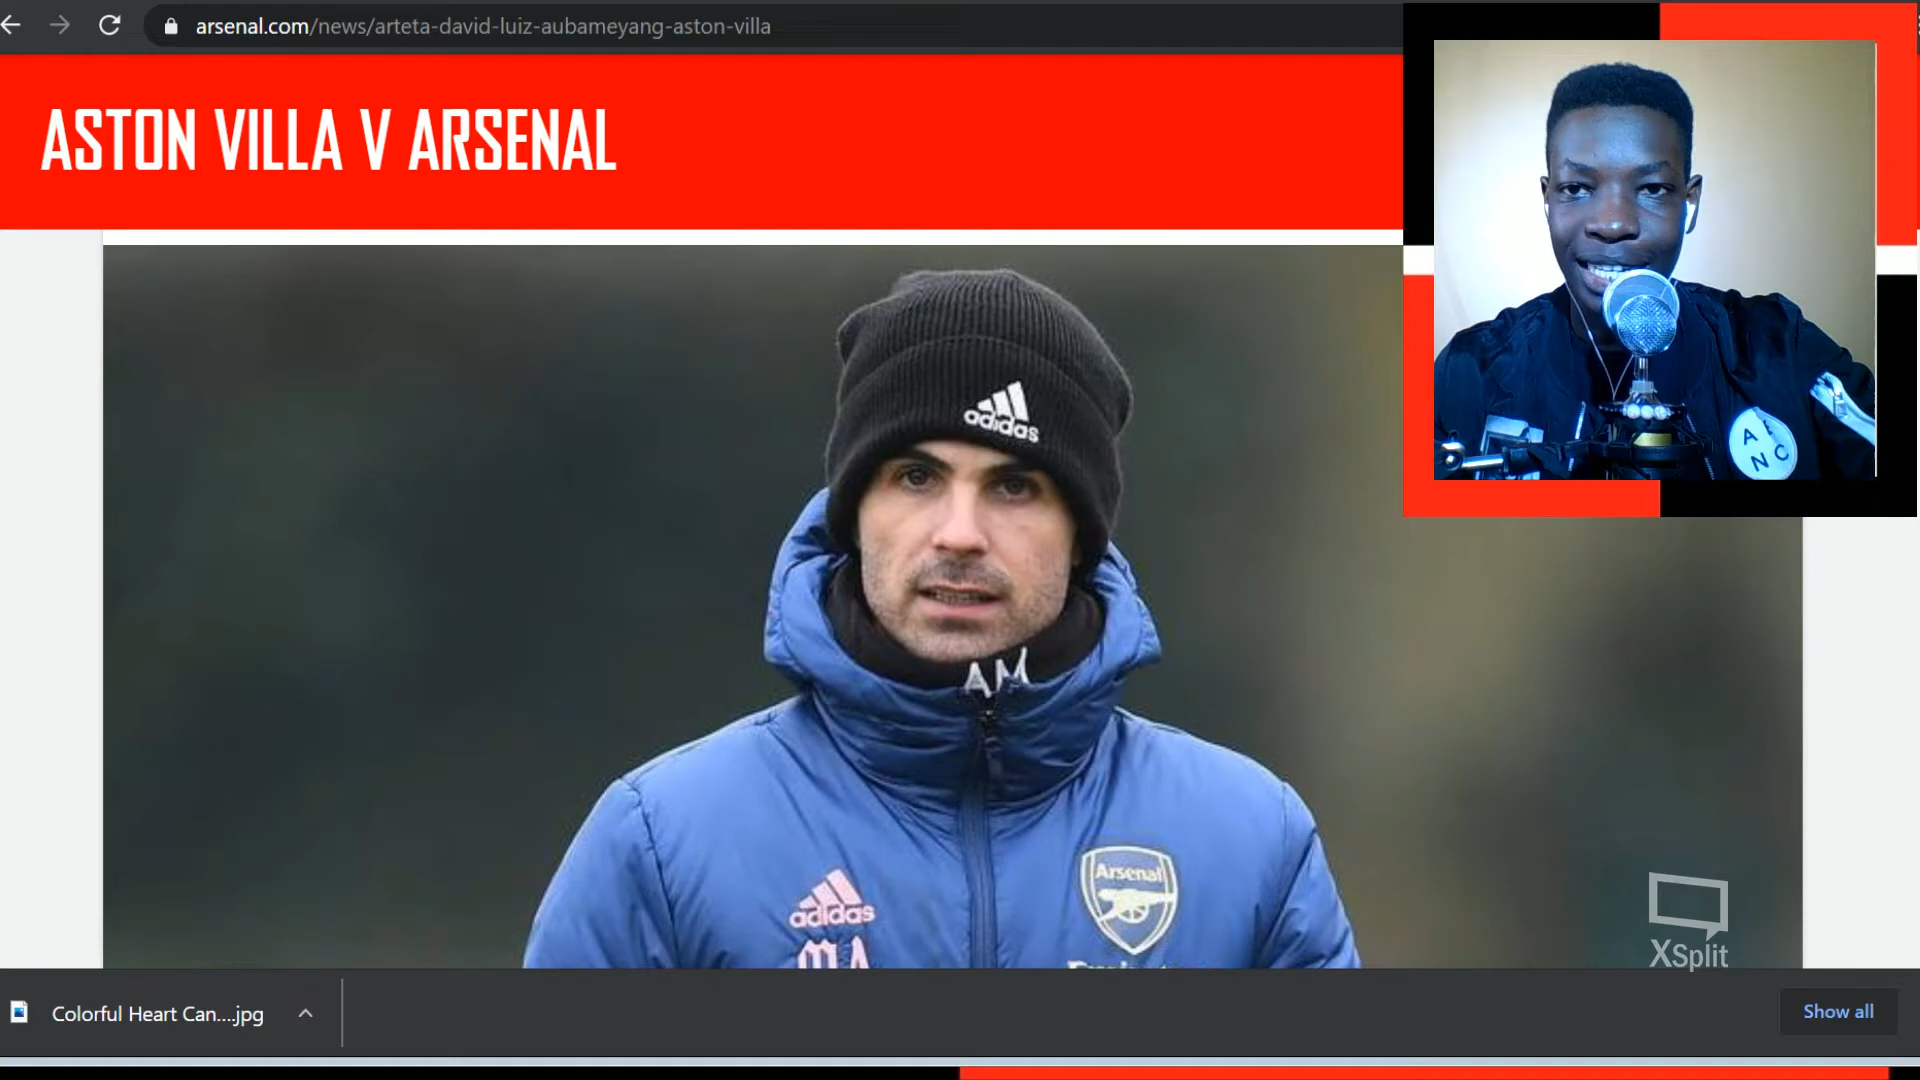 arsenal.com/news/arteta-david-luiz-aubameyang-aston-villa
ASTON VILLA V ARSENAL
adidas
AM
adidas
MA
Arsenal
A E
N C
XSplit
Colorful Heart Can....jpg
Show all